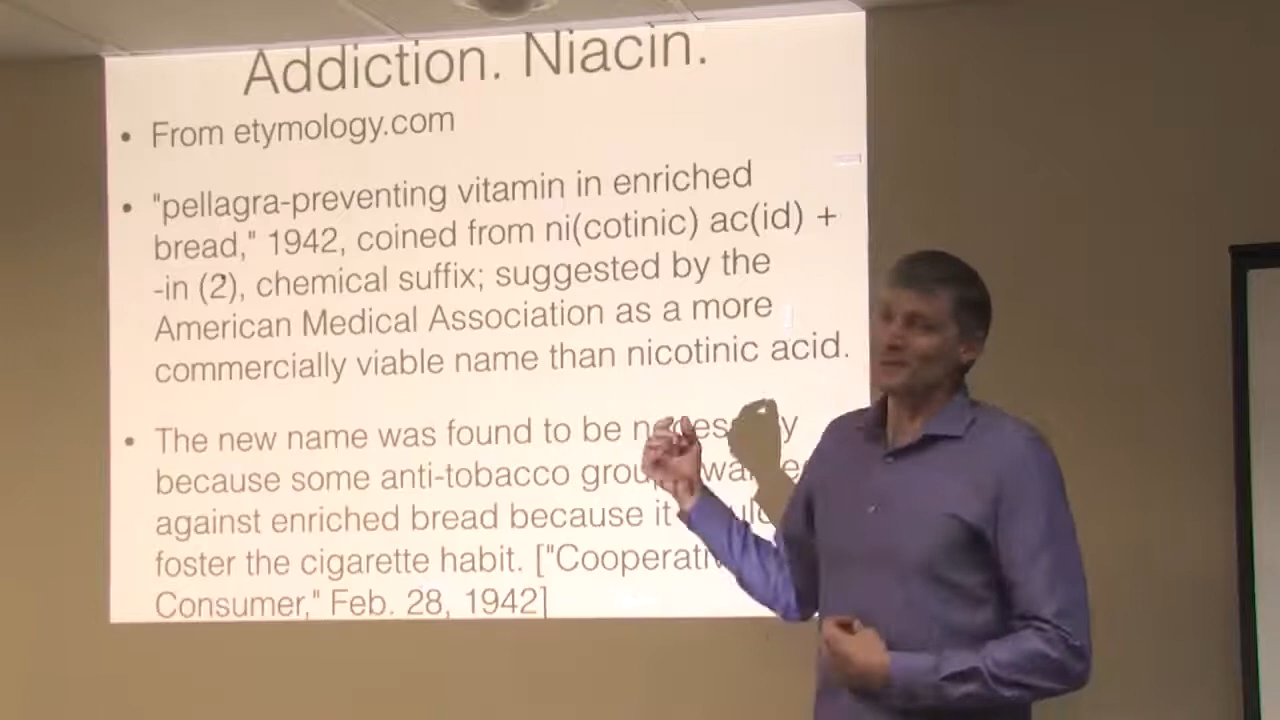 Addiction. Niacin.
• From etymology.com
• "pellagra-preventing vitamin in enriched
bread," 1942, coined from ni(cotinic) ac(id) +
-in (2), chemical suffix; suggested by the
American Medical Association as a more
commercially viable name than nicotinic acid.
• The new name was found to be
because some anti-tobacco
against enriched bread because it
foster the cigarette habit. ["Cooperati
Consumer," Feb. 28, 1942]